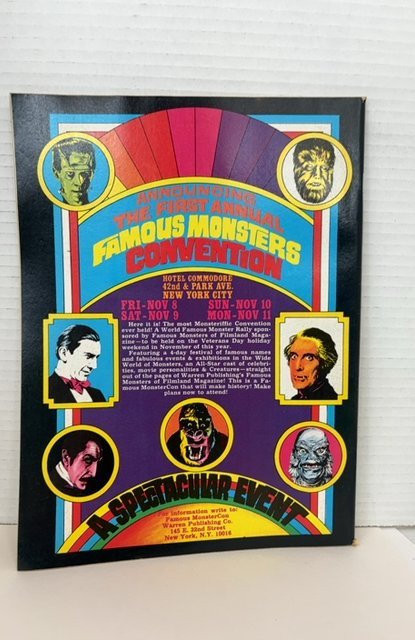 ANNOUNCING
THE FIRST ANNUAL
FAMOUS MONSTERS
CONVENTION
HOTEL COMMODORE
42nd & PARK AVE.
NEW YORK CITY
FRI-NOV 8 SUN-NOV 10
SAT-NOV 9 MON-NOV 11
Here it is! The most Monsteriffic Convention
ever held! A World Famous Monster Rally spon-
sored by Famous Monsters of Filmland Maga-
zine—to be held on the Veterans Day holiday
weekend in November of this year.
Featuring a 4-day festival of famous names
and fabulous events & exhibitions in the Wide
World of Monsters, an All-Star cast of celebri-
ties, movie personalities & Creatures—straight
out of the pages of Warren Publishing's Famous
Monsters of Filmland Magazine! This is a Fa-
mous MonsterCon that will make history! Make
plans now to attend!
A SPECTACULAR EVENT
For information write to:
Famous MonsterCon
Warren Publishing Co.
145 E. 32nd Street
New York, N.Y. 10016